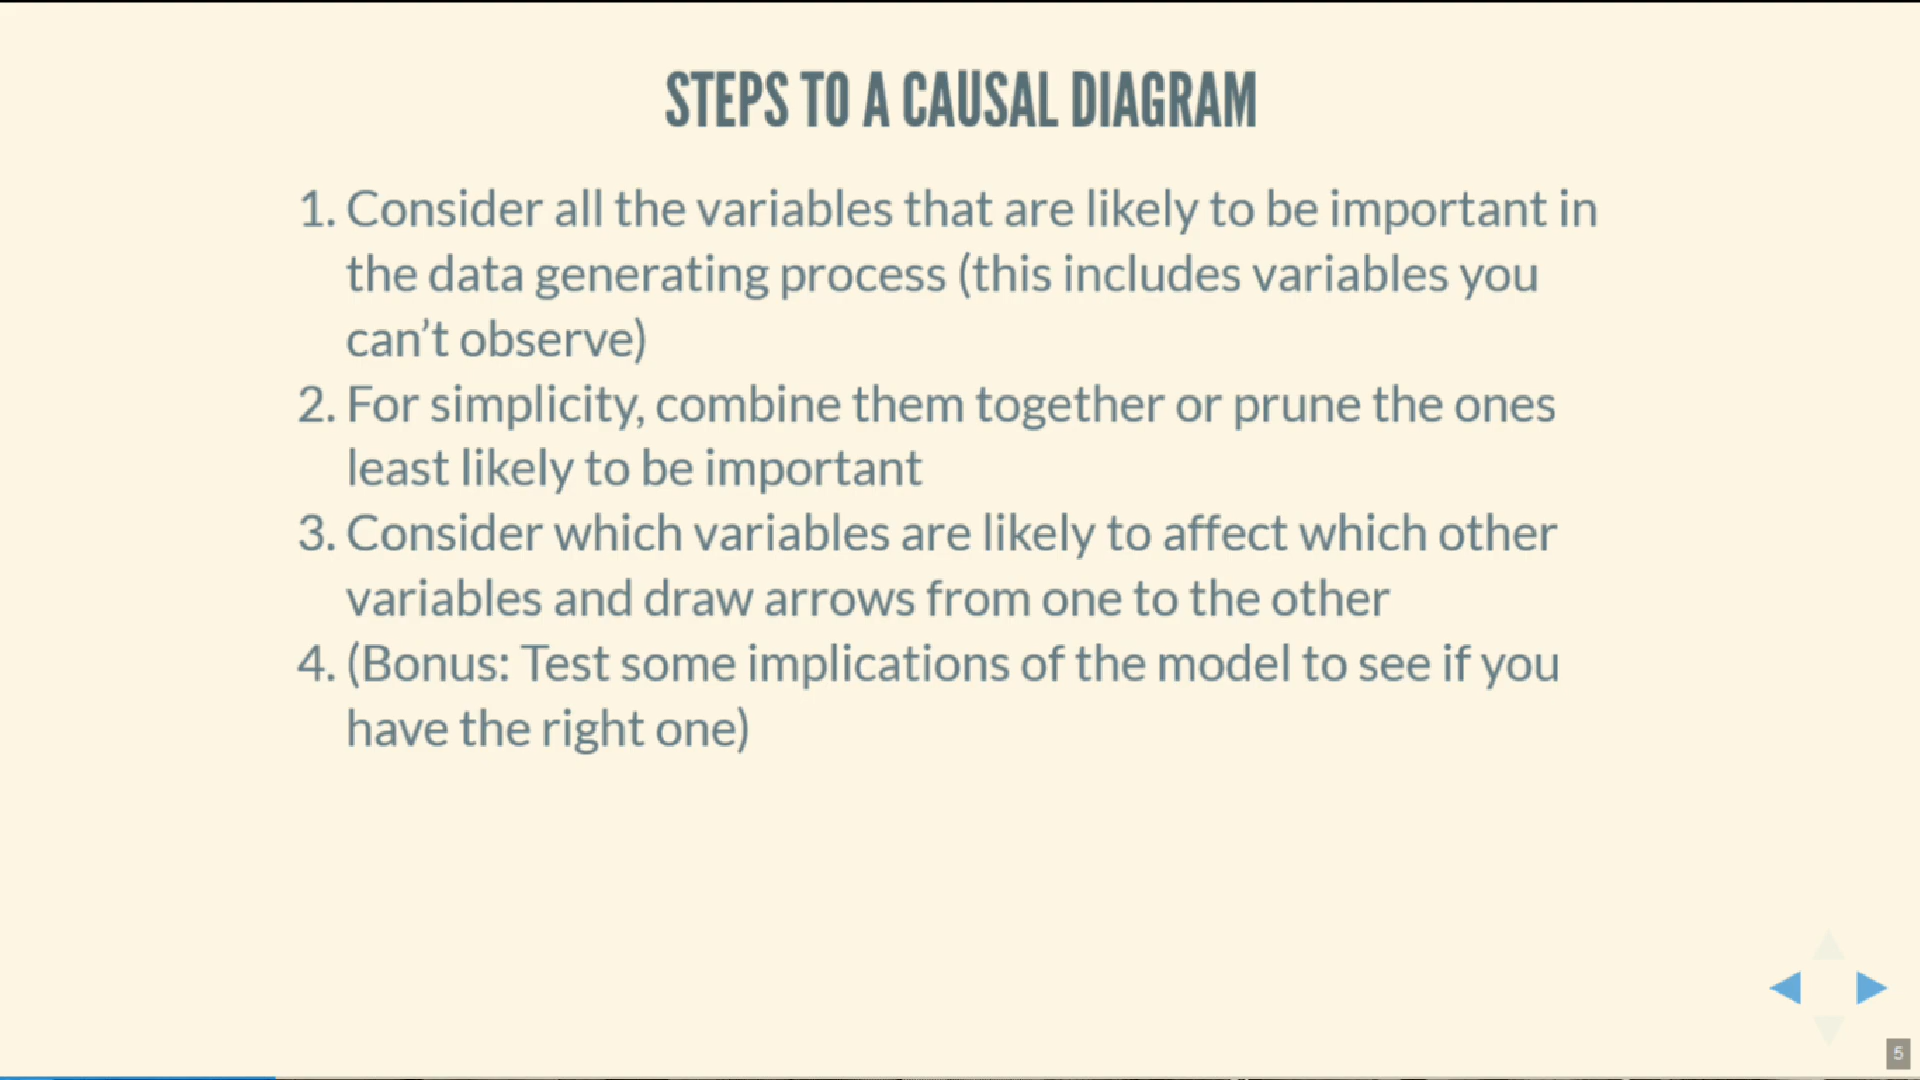 STEPS TO A CAUSAL DIAGRAM
1. Consider all the variables that are likely to be important in
the data generating process (this includes variables you
can’t observe)
2. For simplicity, combine them together or prune the ones
least likely to be important
3. Consider which variables are likely to affect which other
variables and draw arrows from one to the other
4. (Bonus: Test some implications of the model to see if you
have the right one)
5